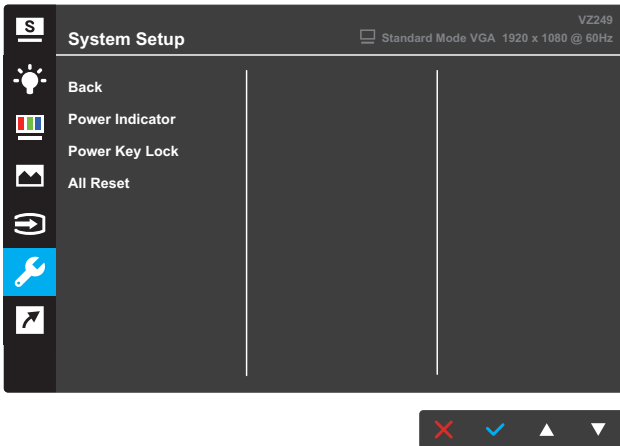 S
VZ249
System Setup
Standard Mode VGA 1920 x 1080 @ 60Hz
Back
Power Indicator
Power Key Lock
All Reset